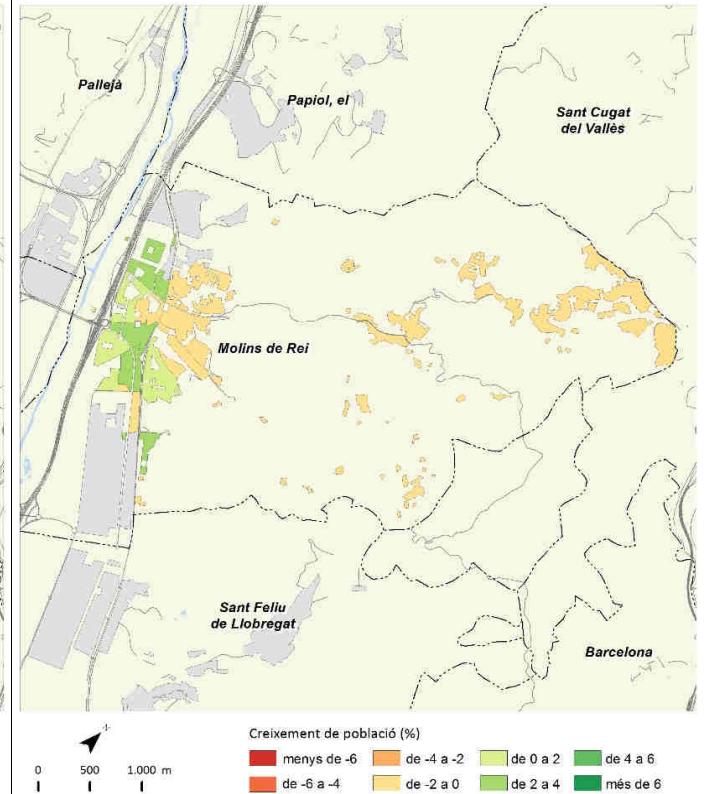 Pallejà
Papiol, el
Sant Cugat
del Vallès
Molins de Rei
Sant Feliu
de Llobregat
Barcelona
Creixement de població (%)
menys de -6
de -4 a -2
de 0 a 2
de 4 a 6
0 500 1.000 m
de -6 a -4
de -2 a 0
de 2 a 4
més de 6